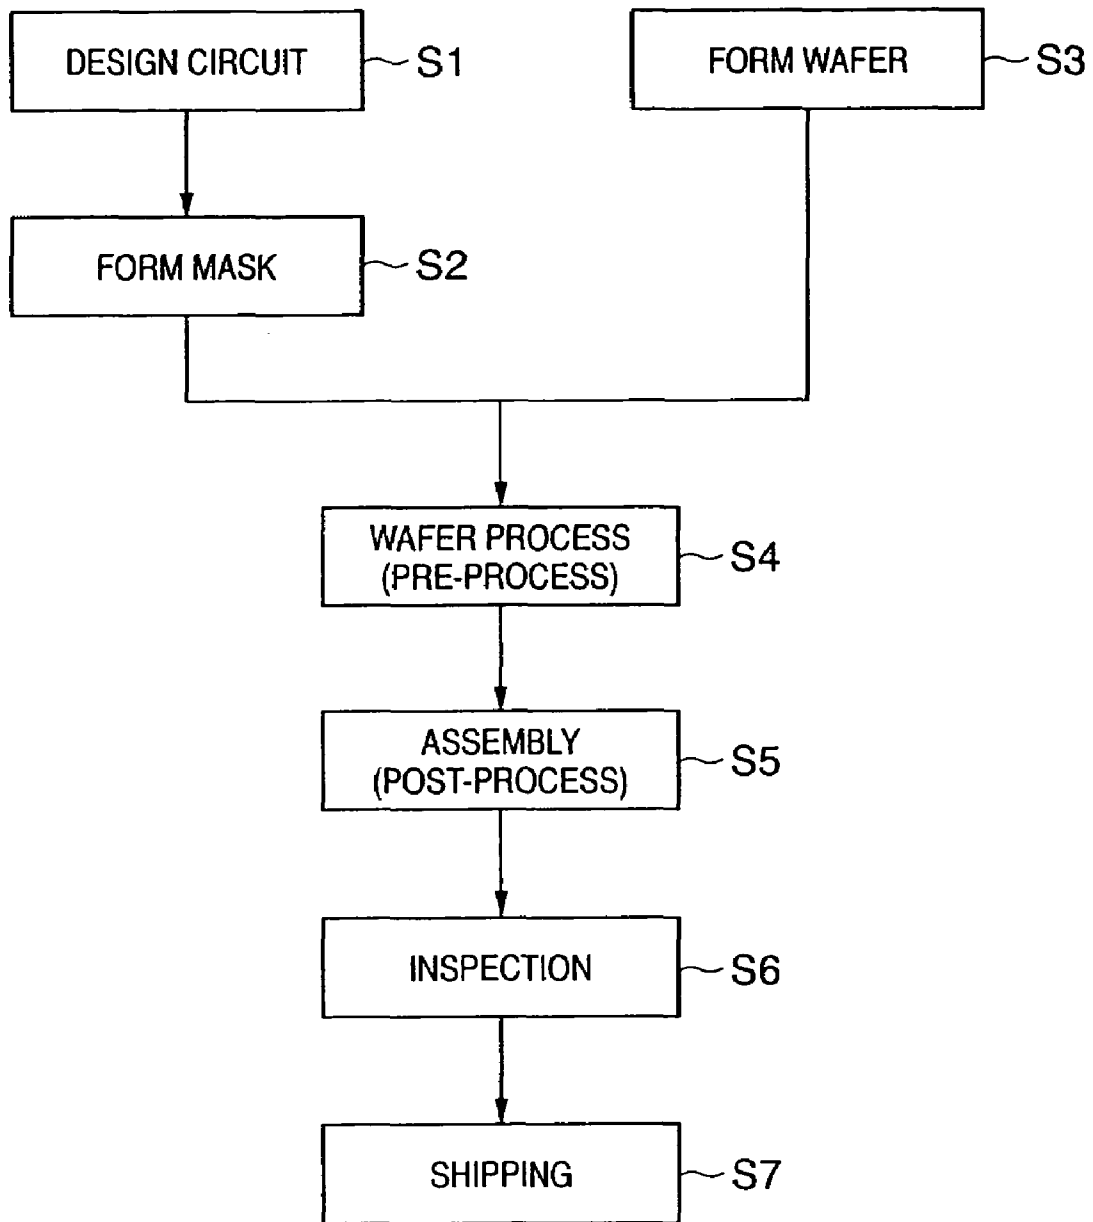 DESIGN CIRCUIT
S1
FORM WAFER
S3
FORM MASK
S2
WAFER PROCESS
(PRE-PROCESS)
S4
ASSEMBLY
(POST-PROCESS)
S5
INSPECTION
S6
SHIPPING
S7